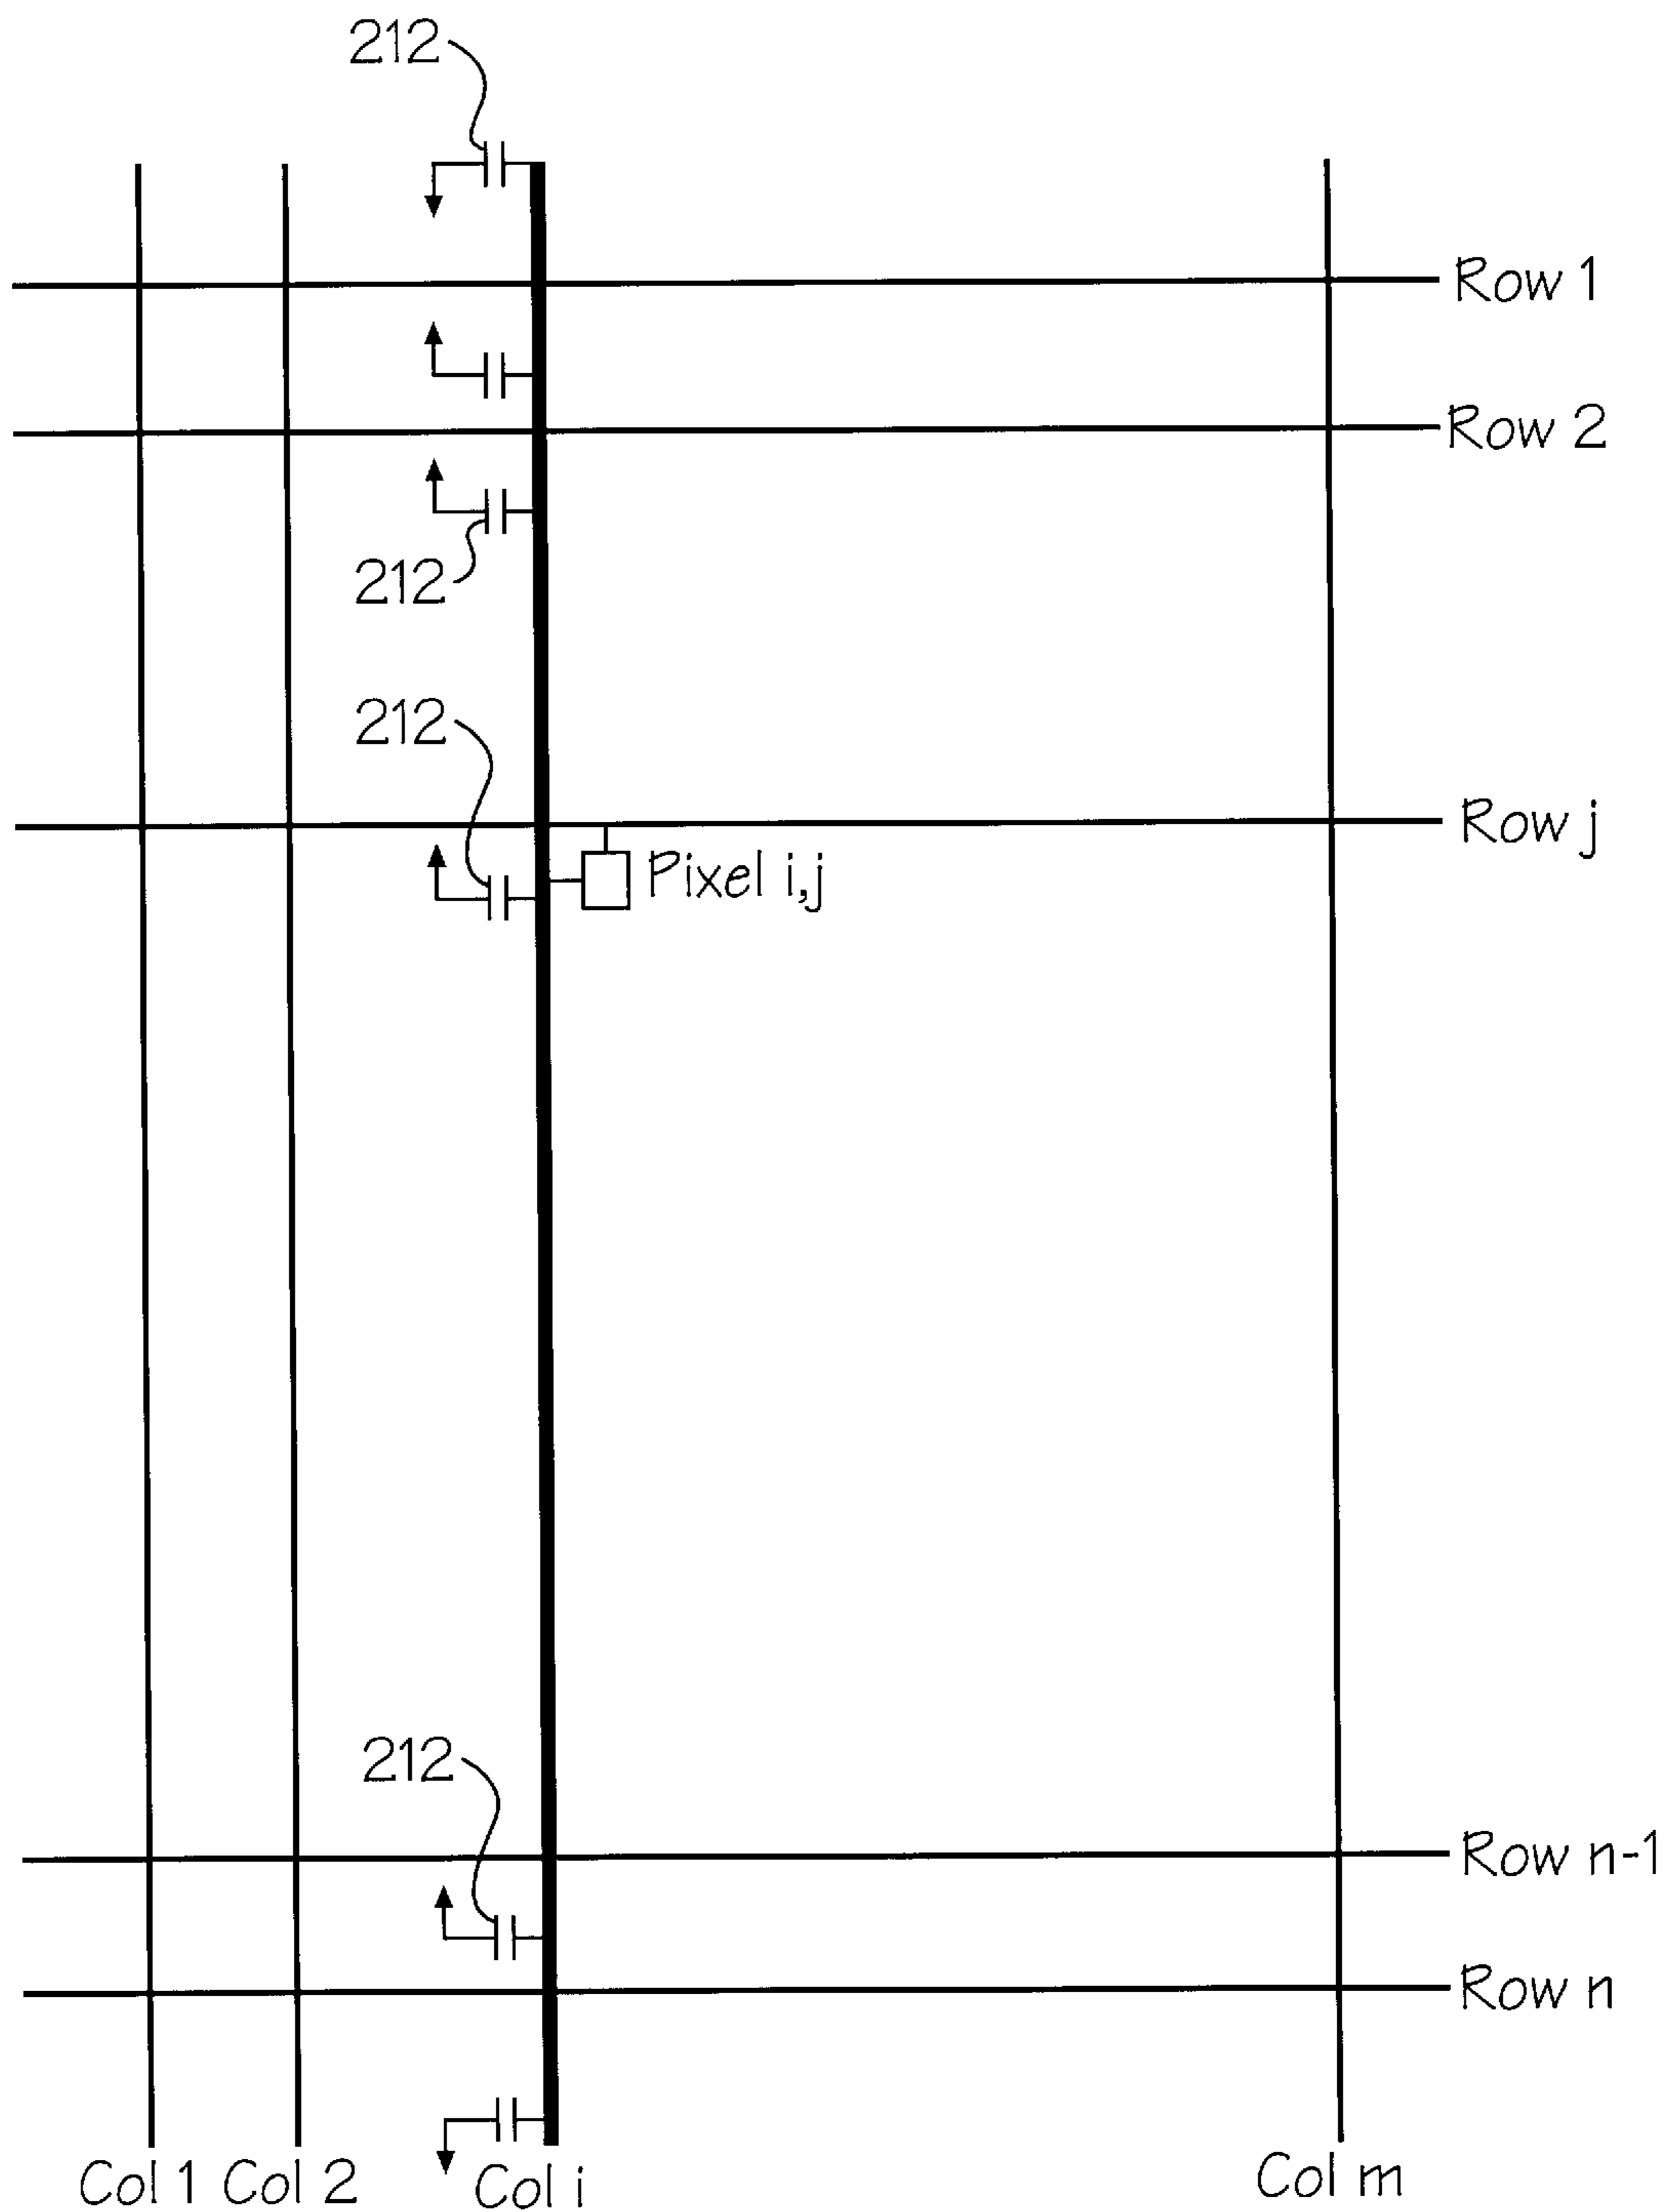 212
Row 1
Row 2
212
212
Row j
Pixel i,j
212
Row n-1
Row n
Col 1 Col 2 Col i Col m